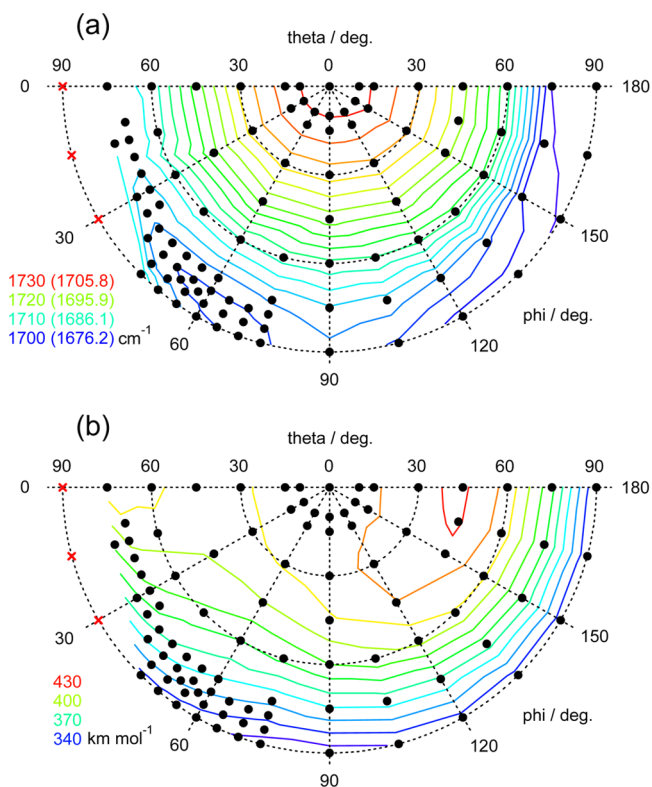 (a)
theta / deg.
90 60 30 0 30 60 90
0 180
30 150
1730 (1705.8)
1720 (1695.9)
1710 (1686.1)
1700 (1676.2) cm⁻¹
phi / deg.
60 120
90
(b)
theta / deg.
90 60 30 0 30 60 90
0 180
30 150
430
400
370
340 km mol⁻¹
phi / deg.
60 120
90